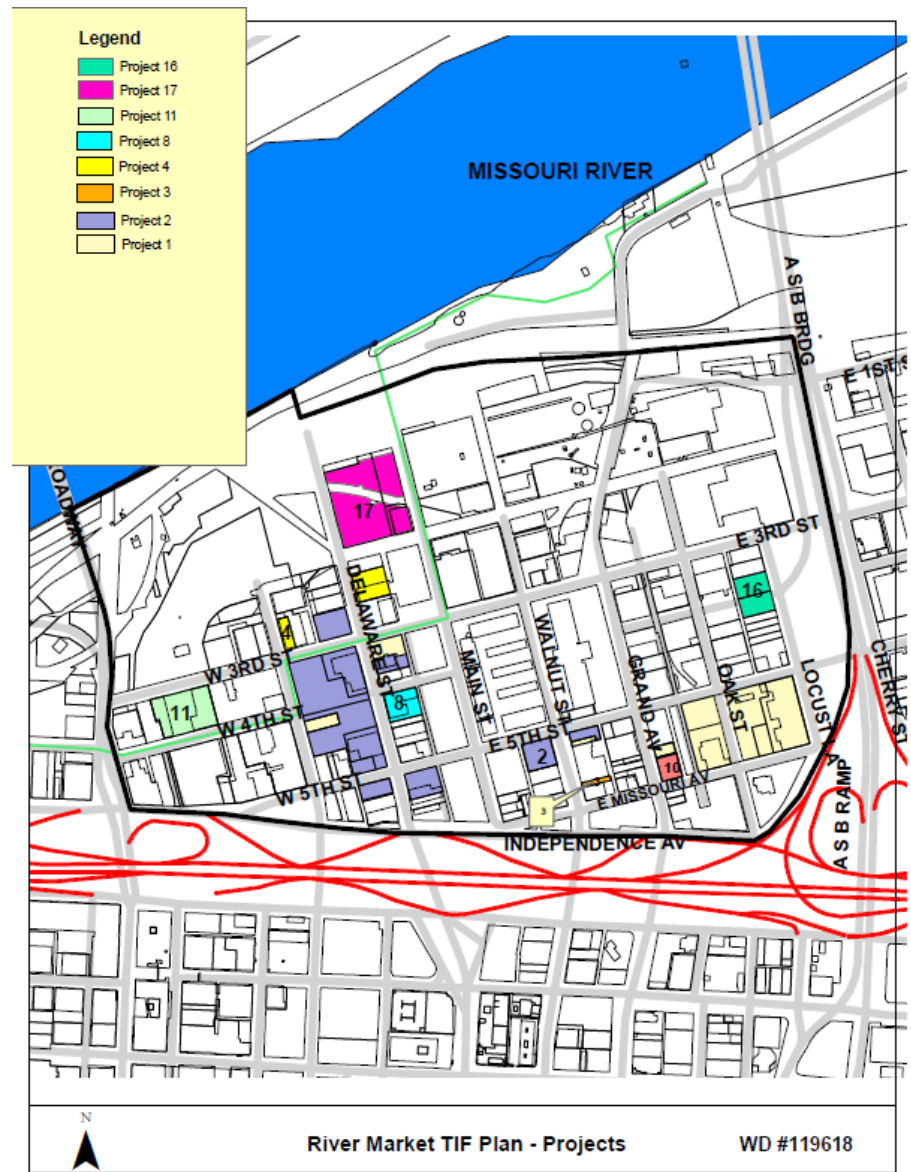 Legend
Project 16
Project 17
Project 11
Project 8
Project 4
Project 3
Project 2
Project 1
MISSOURI RIVER
A S B BRDG
E 1ST S
OADWAY
17
E 3RD ST
DELAWARE ST
16
4
WALNUT ST
MAIN ST
W 3RD ST
GRAND AV
OAK ST
LOCUST
CHERRY ST
8
11
W 4TH ST
E 5TH ST
2
10
W 5TH ST
E MISSOURI AV
3
A S B RAMP
INDEPENDENCE AV
N
River Market TIF Plan - Projects
WD #119618